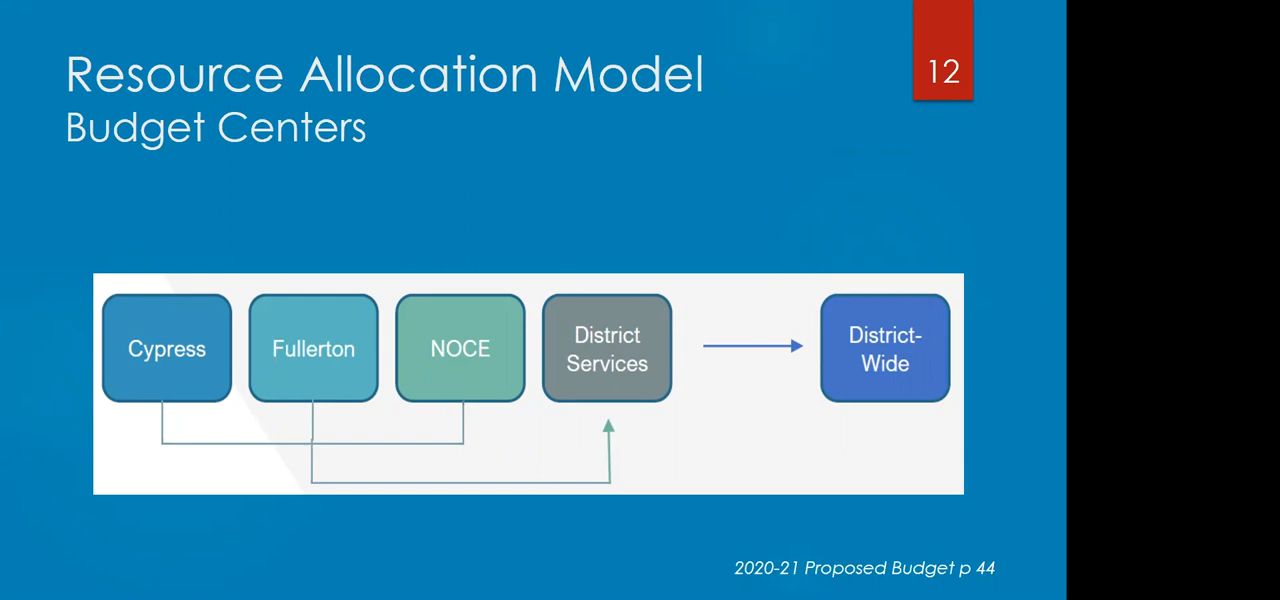 Resource Allocation Model
Budget Centers
12
Cypress
Fullerton
NOCE
District
Services
District-
Wide
2020-21 Proposed Budget p 44